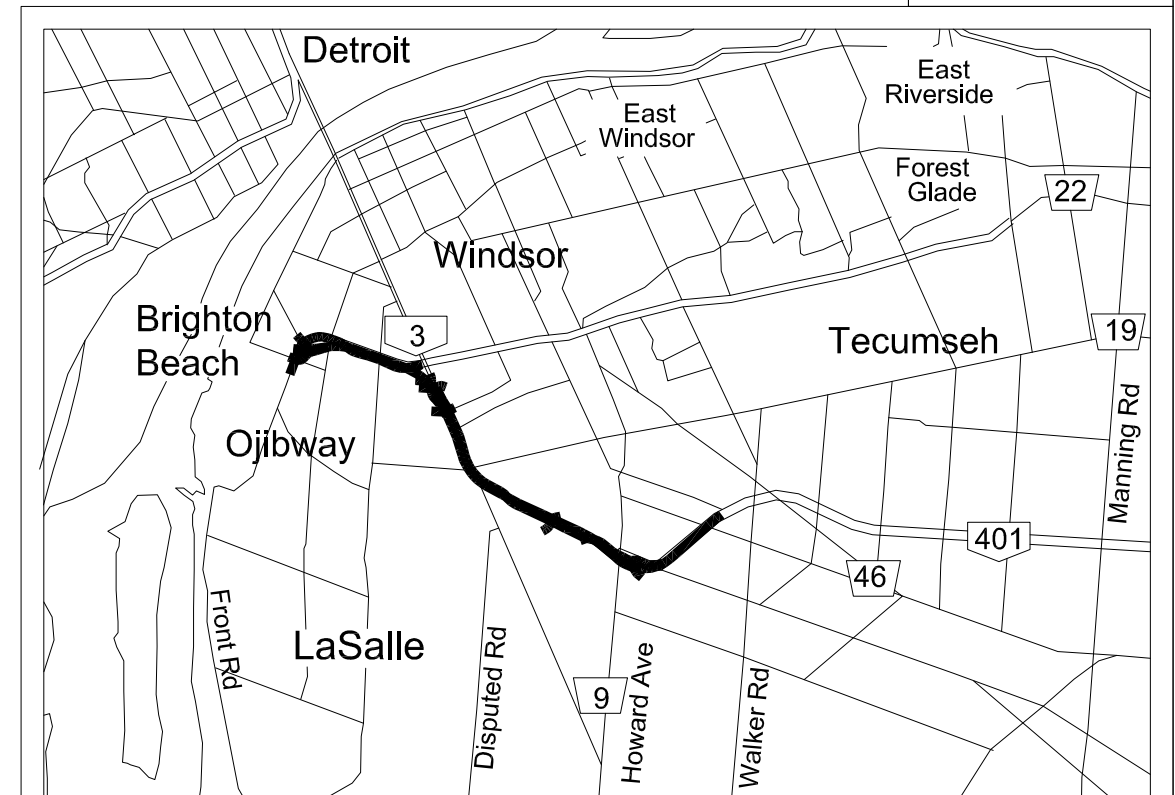 Detroit
East
Riverside
East
Windsor
Forest
Glade
22
Windsor
Brighton
Beach
3
19
Tecumseh
Ojibway
Manning Rd
401
46
Front Rd
LaSalle
Disputed Rd
9
Howard Ave
Walker Rd